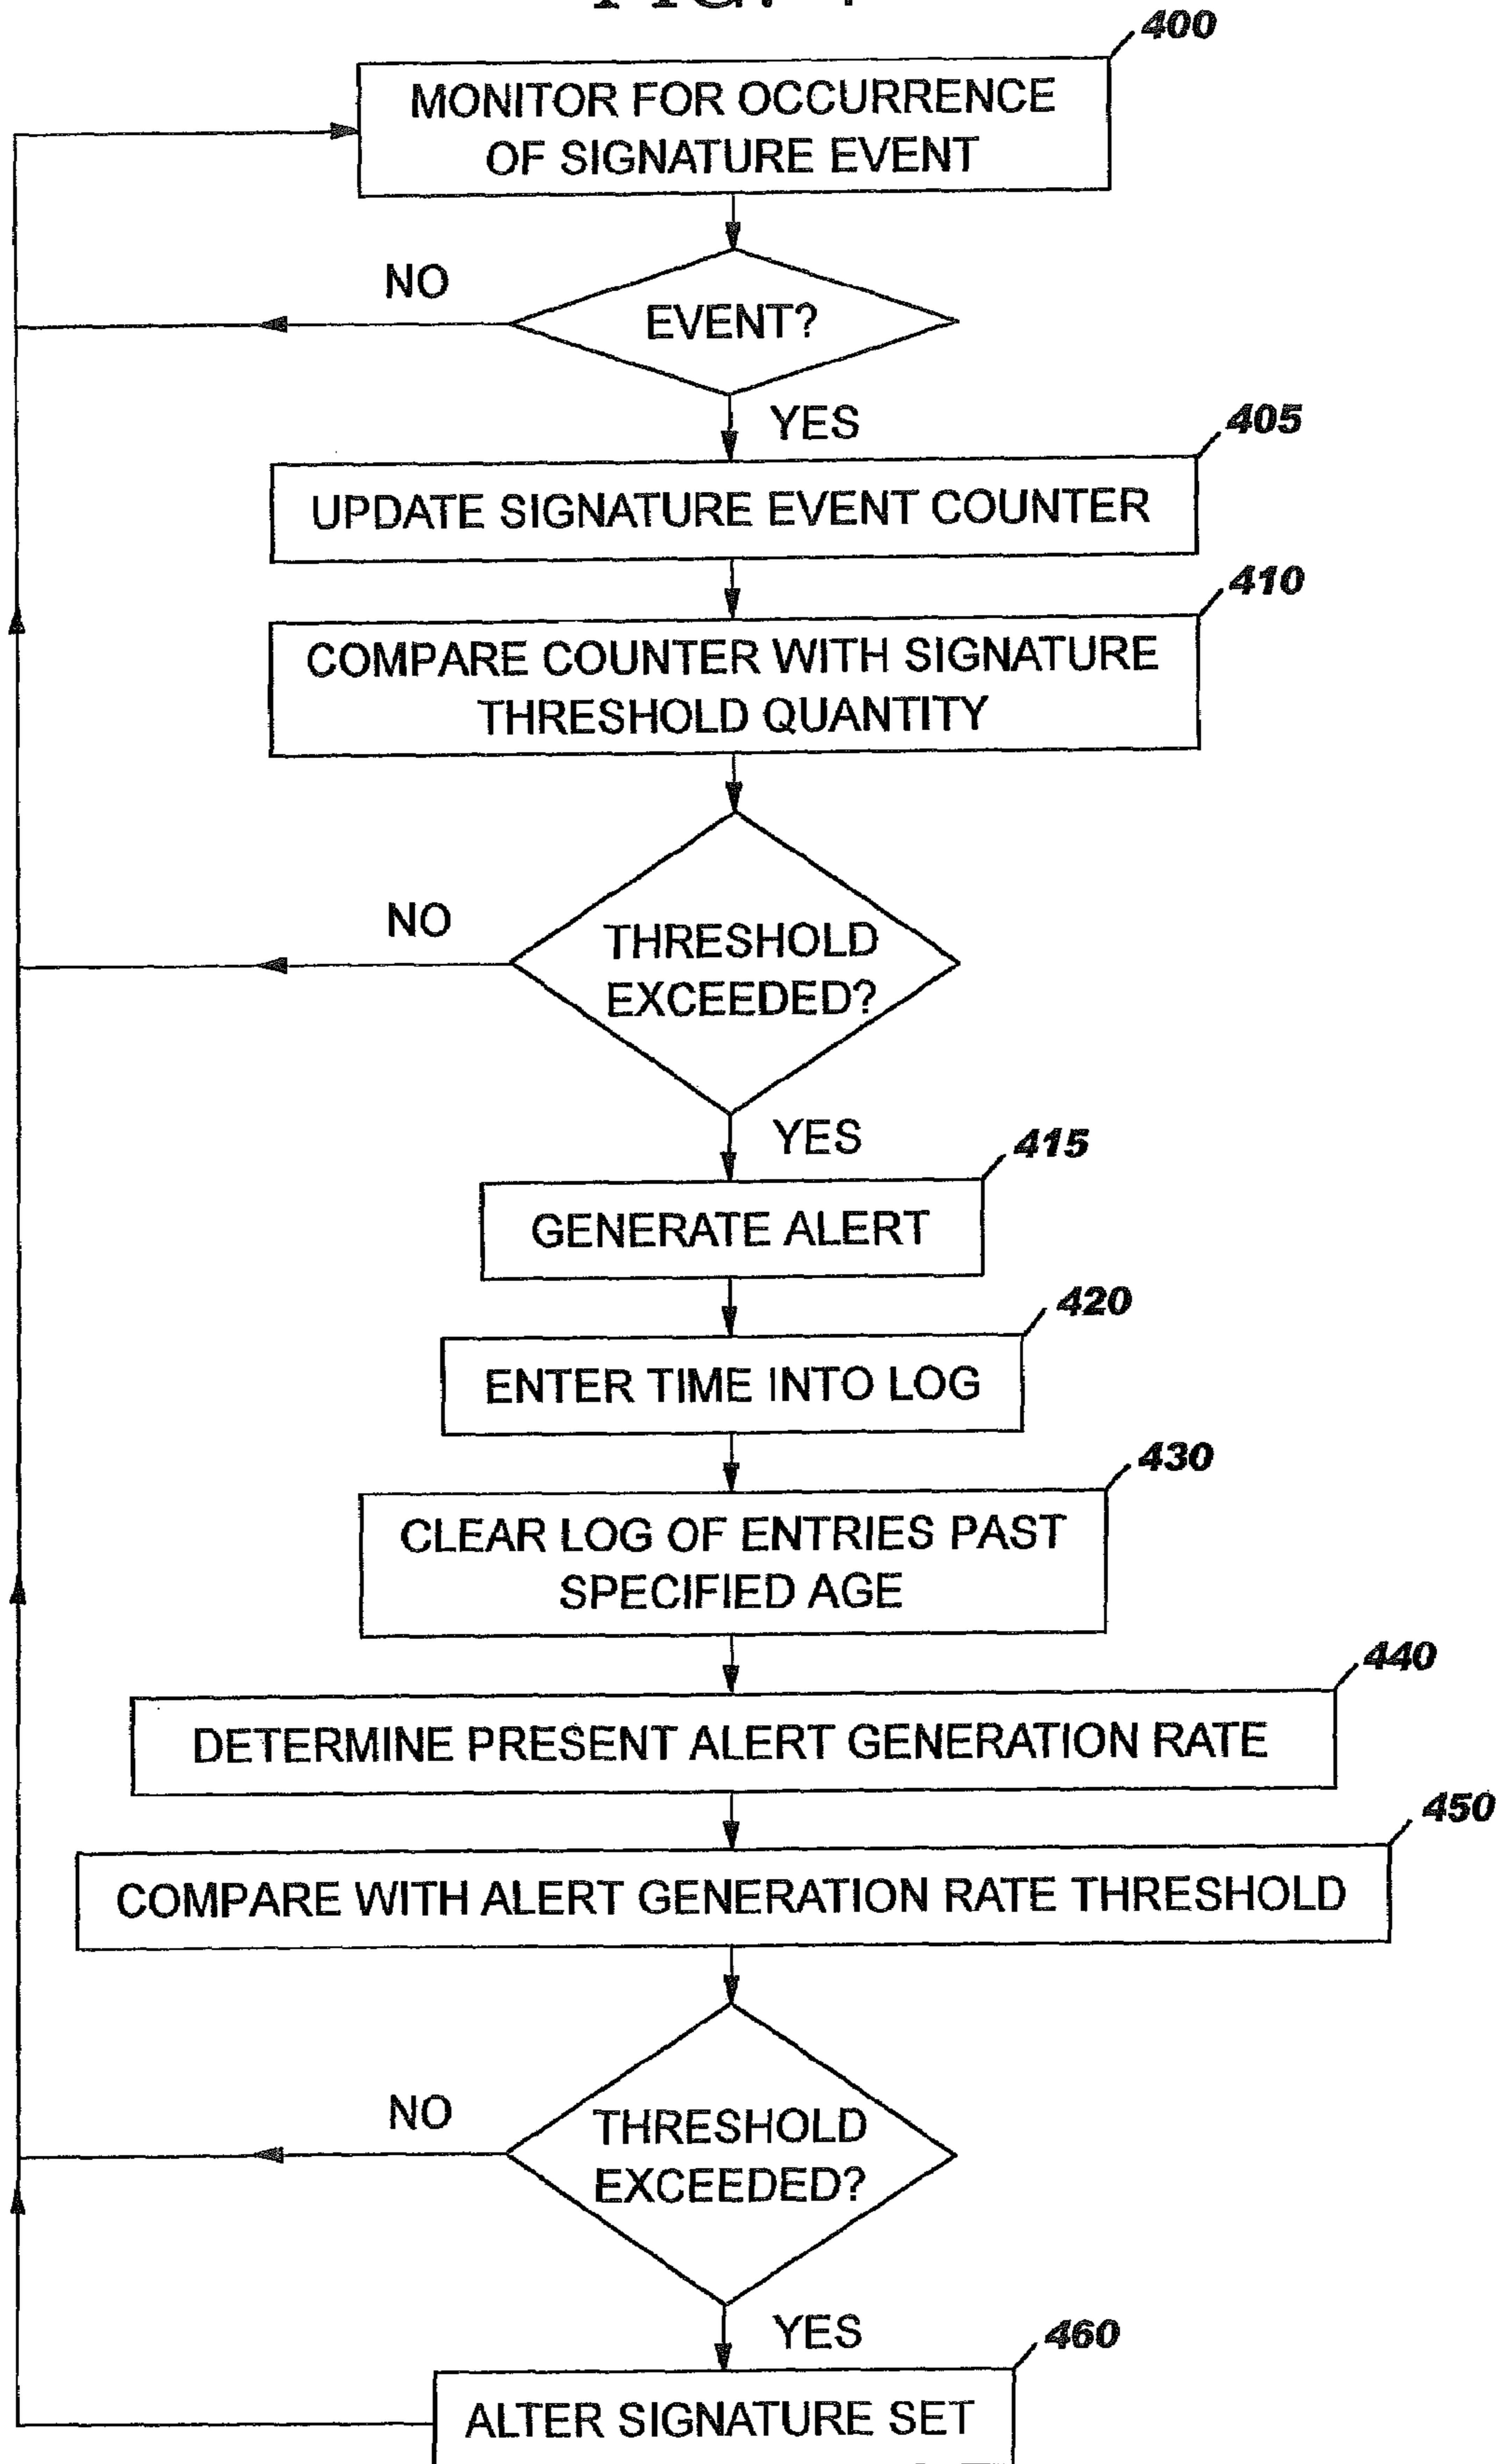 400
MONITOR FOR OCCURRENCE
OF SIGNATURE EVENT
NO
EVENT?
YES
405
UPDATE SIGNATURE EVENT COUNTER
410
COMPARE COUNTER WITH SIGNATURE
THRESHOLD QUANTITY
NO
THRESHOLD
EXCEEDED?
YES
415
GENERATE ALERT
420
ENTER TIME INTO LOG
430
CLEAR LOG OF ENTRIES PAST
SPECIFIED AGE
440
DETERMINE PRESENT ALERT GENERATION RATE
450
COMPARE WITH ALERT GENERATION RATE THRESHOLD
NO
THRESHOLD
EXCEEDED?
YES
460
ALTER SIGNATURE SET